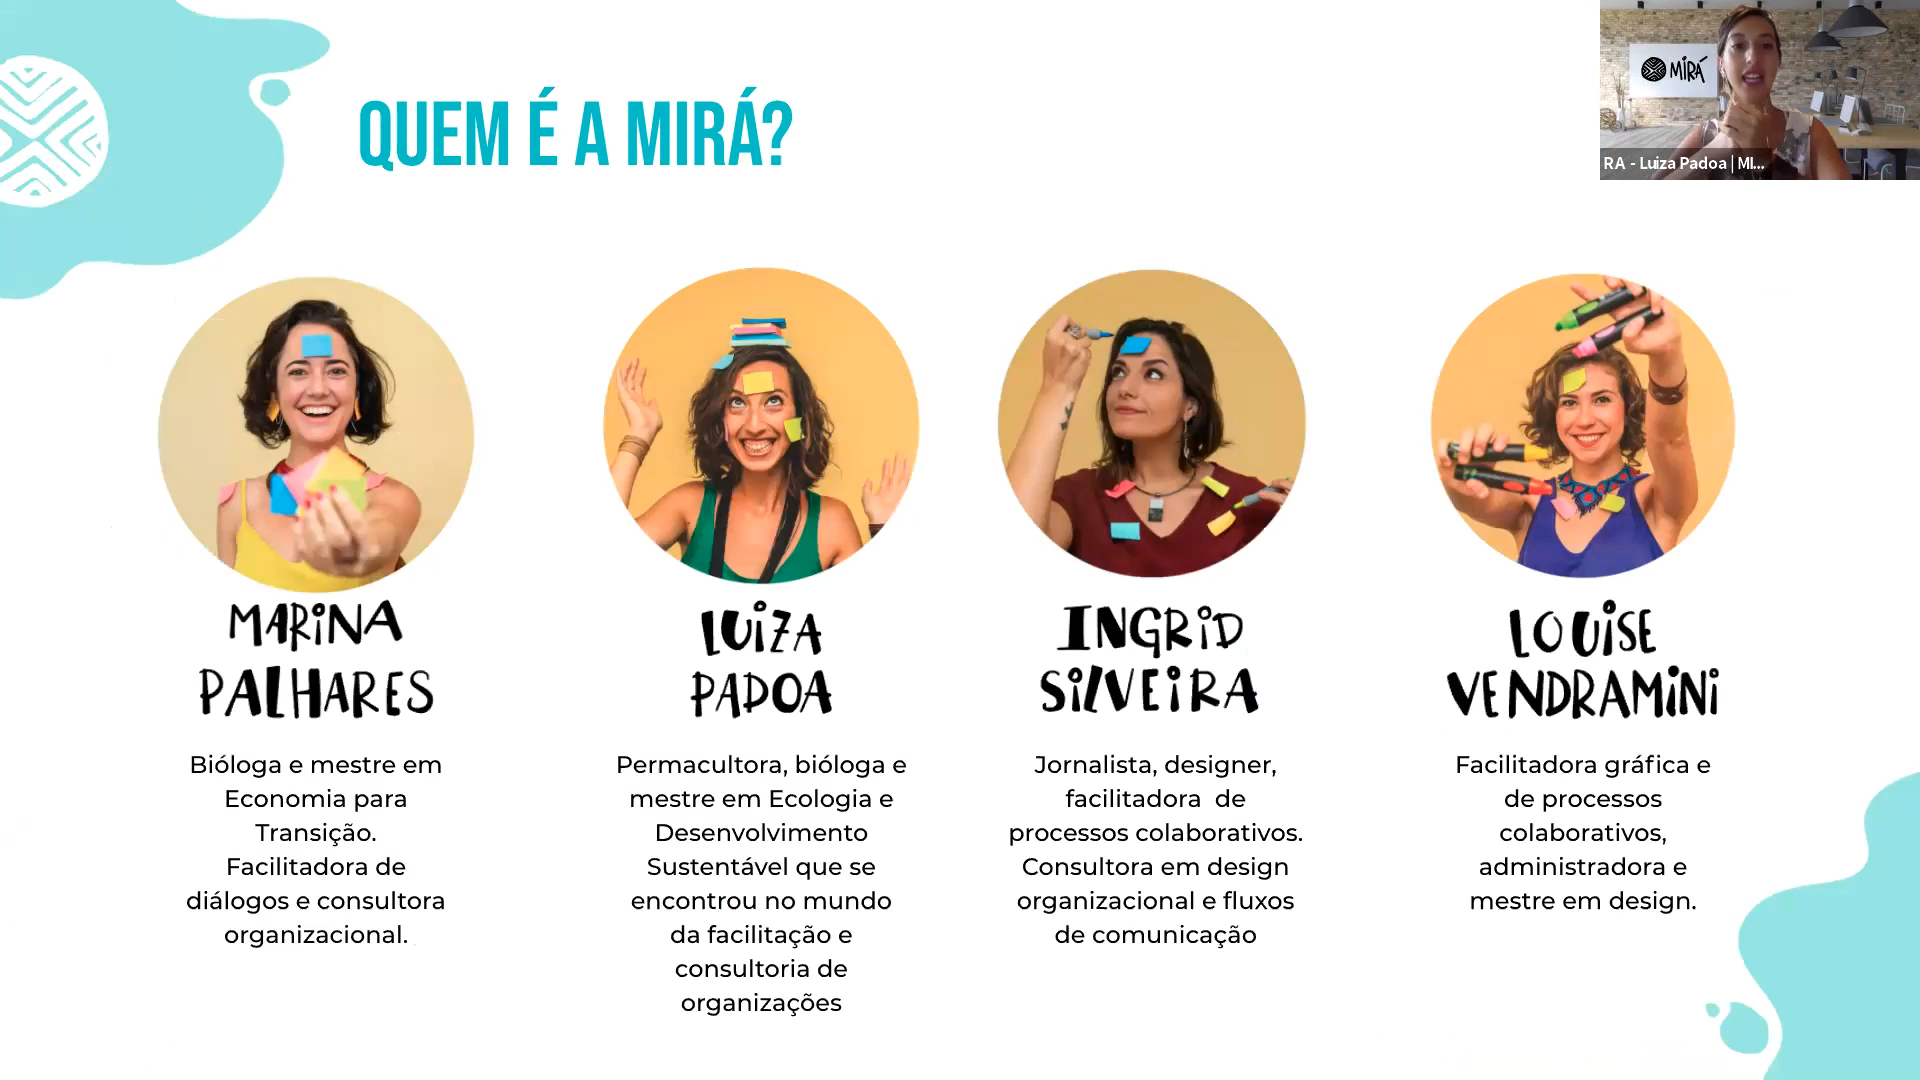 QUEM É A MIRÁ?
MIRÁ
RA - Luiza Padoa | MI...
MARINA
PALHARES
Bióloga e mestre em
Economia para
Transição.
Facilitadora de
diálogos e consultora
organizacional.
LUIZA
PADOA
Permacultora, bióloga e
mestre em Ecologia e
Desenvolvimento
Sustentável que se
encontrou no mundo
da facilitação e
consultoria de
organizações
INGRID
SILVEIRA
Jornalista, designer,
facilitadora de
processos colaborativos.
Consultora em design
organizacional e fluxos
de comunicação
LOUISE
VENDRAMINI
Facilitadora gráfica e
de processos
colaborativos,
administradora e
mestre em design.